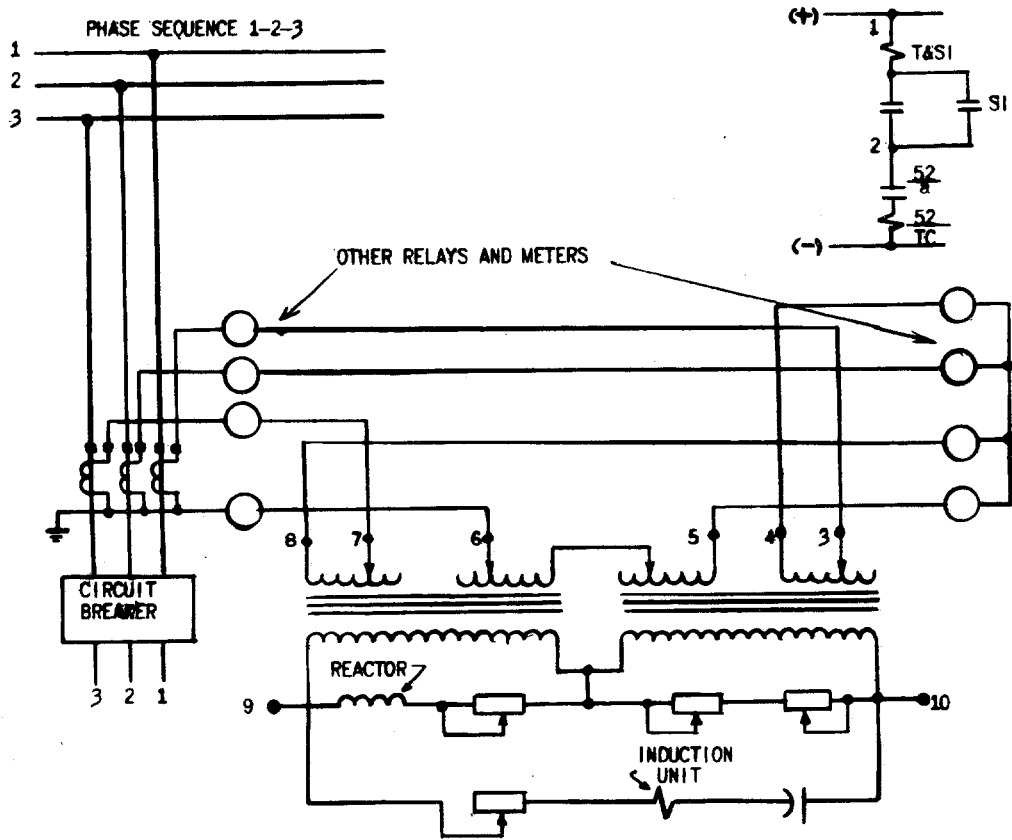 PHASE SEQUENCE 1-2-3
1
2
3
(+)
1
T&SI
SI
2
52
a
52
TC
(-)
OTHER RELAYS AND METERS
8
7
6
5
4
3
CIRCUIT
BREAKER
3
2
1
REACTOR
9
10
INDUCTION
UNIT